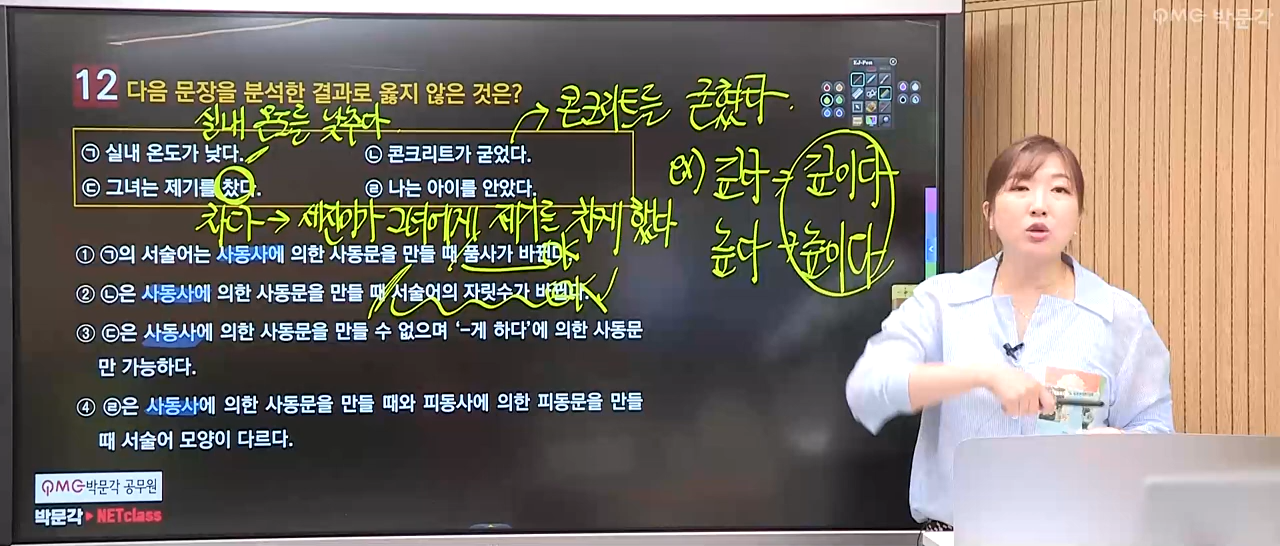 PMG 박문각
12 다음 문장을 분석한 결과로 옳지 않은 것은?
실내 온도를 낮추다.
→ 콘크리트를 굳혔다.
㉠ 실내 온도가 낮다.
㉡ 콘크리트가 굳었다.
㉢ 그녀는 제기를 찼다.
㉣ 나는 아이를 안았다.
ex) 깊다 → 깊이다
높다 → 높이다
차다 → 세진이가 그녀에게 제기를 차게 했다
① ㉠의 서술어는 사동사에 의한 사동문을 만들 때 품사가 바뀐다.
② ㉡은 사동사에 의한 사동문을 만들 때 서술어의 자릿수가 바뀐다.
③ ㉢은 사동사에 의한 사동문을 만들 수 없으며 ‘-게 하다’에 의한 사동문
만 가능하다.
④ ㉣은 사동사에 의한 사동문을 만들 때와 피동사에 의한 피동문을 만들
때 서술어 모양이 다르다.
PMG 박문각 공무원
박문각 ▶ NETclass